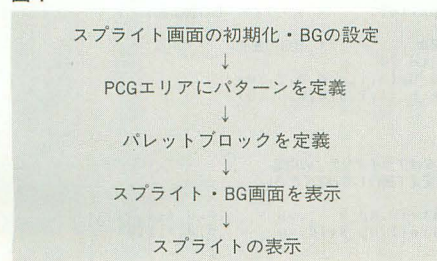 スプライト画面の初期化・BGの設定
↓
PCGエリアにパターンを定義
↓
パレットブロックを定義
↓
スプライト・BG画面を表示
↓
スプライトの表示